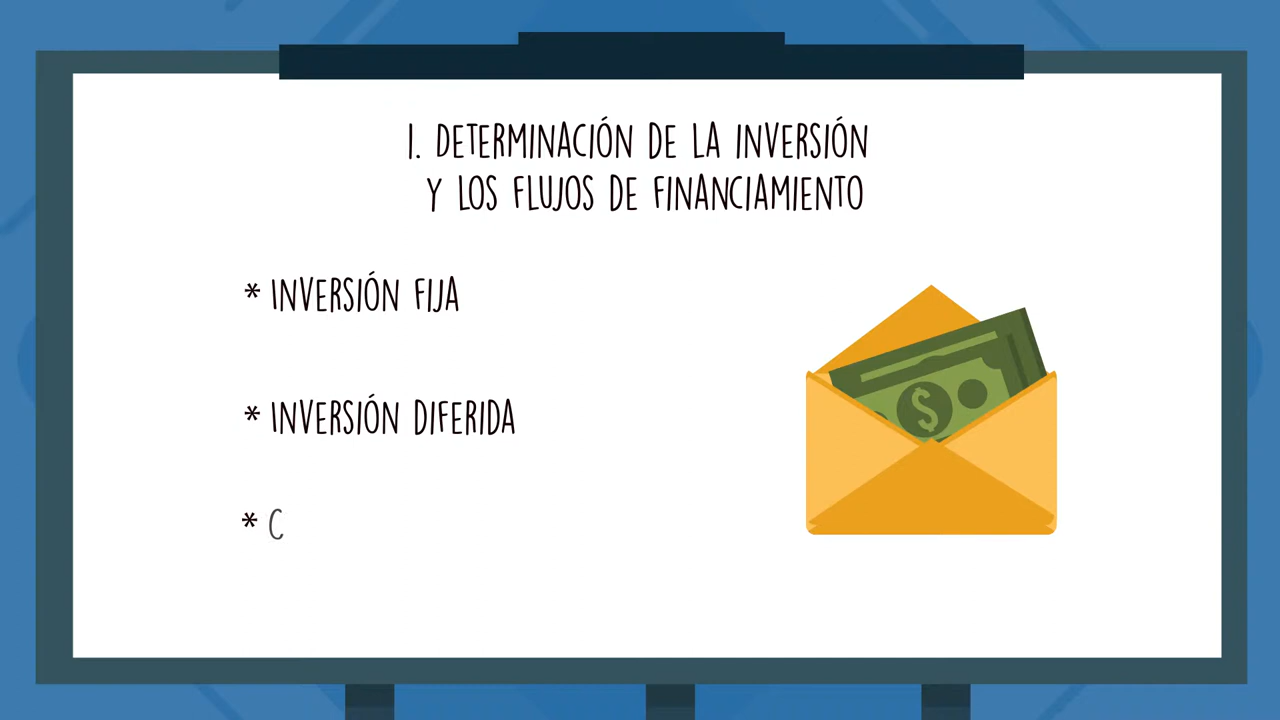 1. DETERMINACIÓN DE LA INVERSIÓN
Y LOS FLUJOS DE FINANCIAMIENTO
* INVERSIÓN FIJA
* INVERSIÓN DIFERIDA
* C
$